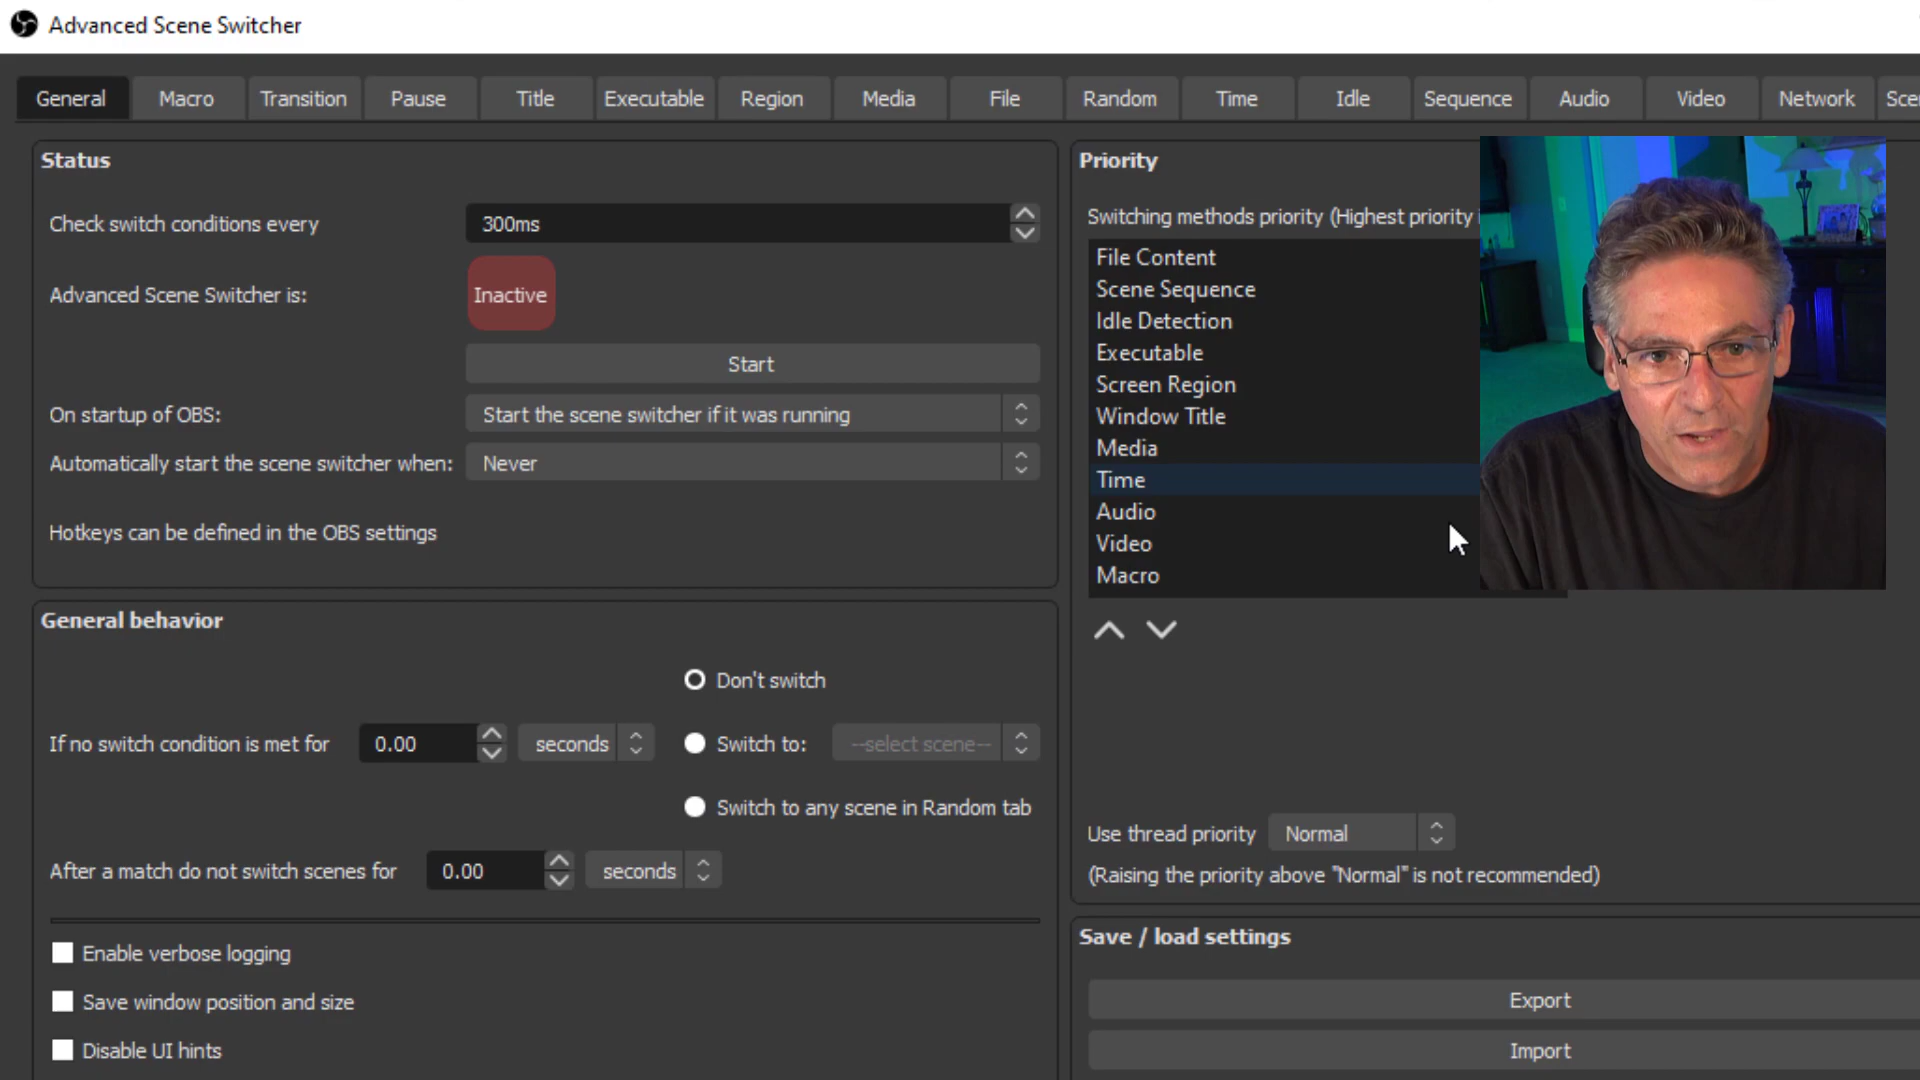 Advanced Scene Switcher
General Macro Transition Pause Title Executable Region Media File Random Time Idle Sequence Audio Video Network
Status
Check switch conditions every 300ms
Advanced Scene Switcher is: Inactive
Start
On startup of OBS: Start the scene switcher if it was running
Automatically start the scene switcher when: Never
Hotkeys can be defined in the OBS settings
General behavior
Don't switch
If no switch condition is met for 0.00 seconds Switch to: --select scene--
Switch to any scene in Random tab
After a match do not switch scenes for 0.00 seconds
Enable verbose logging
Save window position and size
Disable UI hints
Priority
Switching methods priority (Highest priority
File Content
Scene Sequence
Idle Detection
Executable
Screen Region
Window Title
Media
Time
Audio
Video
Macro
Use thread priority Normal
(Raising the priority above "Normal" is not recommended)
Save / load settings
Export
Import